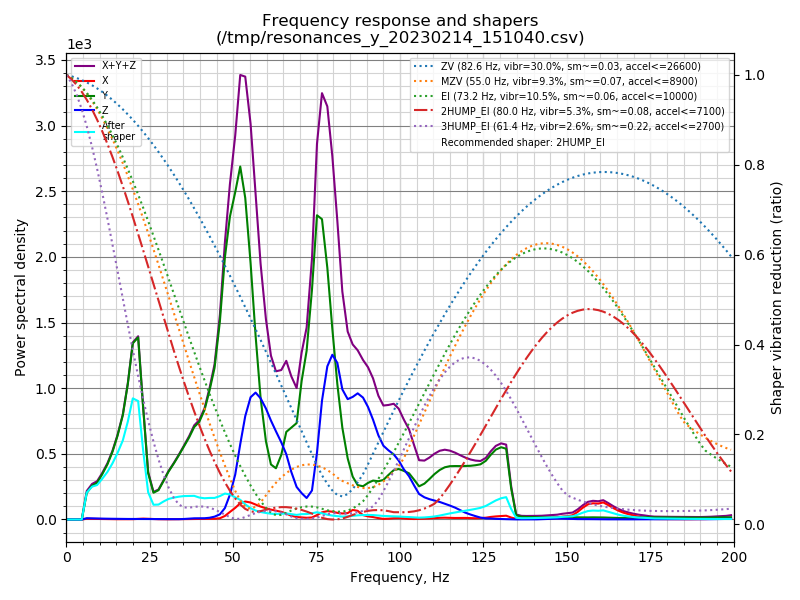 Frequency response and shapers
(/tmp/resonances_y_20230214_151040.csv)
1e3
X+Y+Z
X
Y
Z
After
shaper
ZV (82.6 Hz, vibr=30.0%, sm~=0.03, accel<=26600)
MZV (55.0 Hz, vibr=9.3%, sm~=0.07, accel<=8900)
EI (73.2 Hz, vibr=10.5%, sm~=0.06, accel<=10000)
2HUMP_EI (80.0 Hz, vibr=5.3%, sm~=0.08, accel<=7100)
3HUMP_EI (61.4 Hz, vibr=2.6%, sm~=0.22, accel<=2700)
Recommended shaper: 2HUMP_EI
Power spectral density
3.5
3.0
2.5
2.0
1.5
1.0
0.5
0.0
1.0
0.8
0.6
0.4
0.2
0.0
Shaper vibration reduction (ratio)
0 25 50 75 100 125 150 175 200
Frequency, Hz